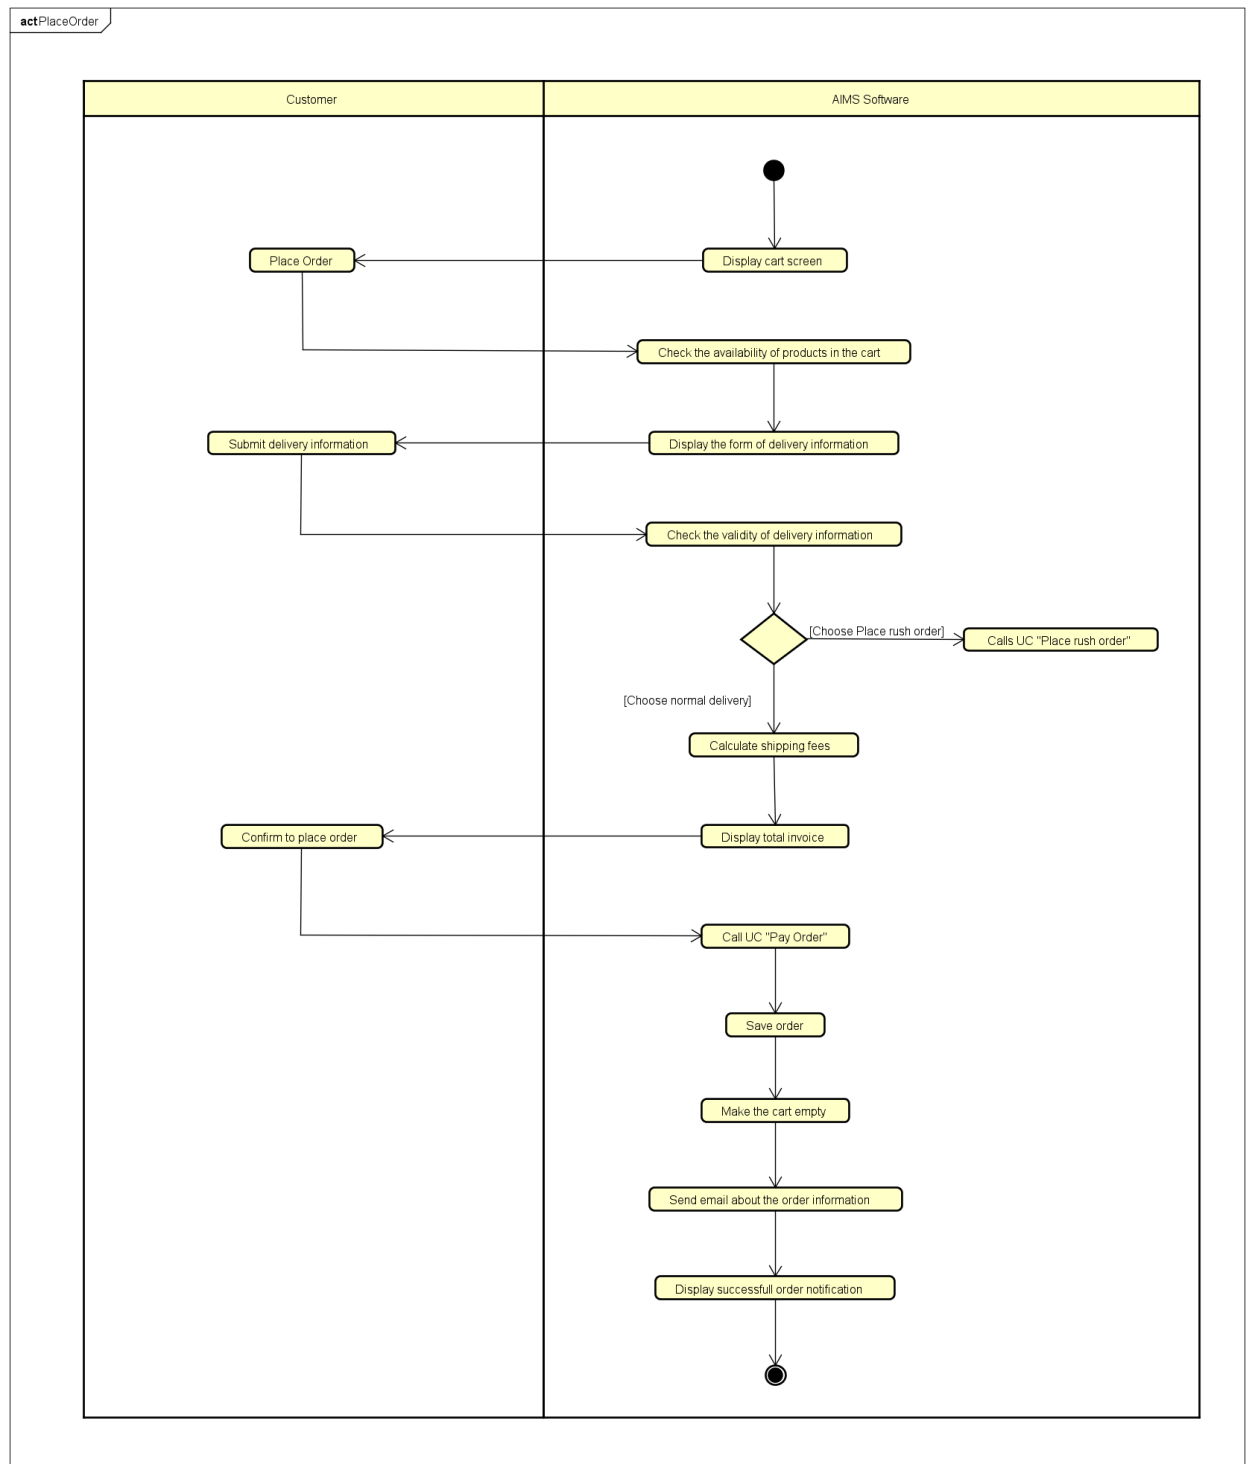 actPlaceOrder
Customer
AIMS Software
Place Order
Display cart screen
Check the availability of products in the cart
Submit delivery information
Display the form of delivery information
Check the validity of delivery information
[Choose Place rush order]
Calls UC "Place rush order"
[Choose normal delivery]
Calculate shipping fees
Confirm to place order
Display total invoice
Call UC "Pay Order"
Save order
Make the cart empty
Send email about the order information
Display successfull order notification